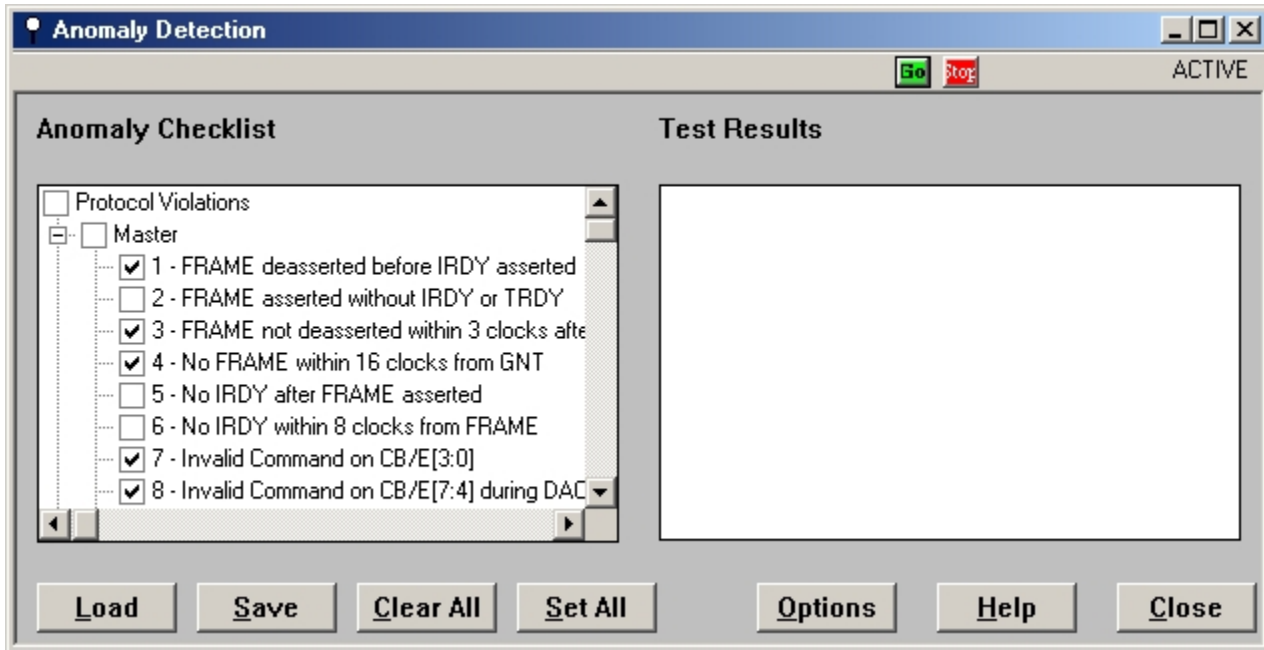 Anomaly Detection
Go Stop ACTIVE
Anomaly Checklist
Test Results
Protocol Violations
Master
1 - FRAME deasserted before IRDY asserted
2 - FRAME asserted without IRDY or TRDY
3 - FRAME not deasserted within 3 clocks afte
4 - No FRAME within 16 clocks from GNT
5 - No IRDY after FRAME asserted
6 - No IRDY within 8 clocks from FRAME
7 - Invalid Command on CB/E[3:0]
8 - Invalid Command on CB/E[7:4] during DAC
Load Save Clear All Set All Options Help Close